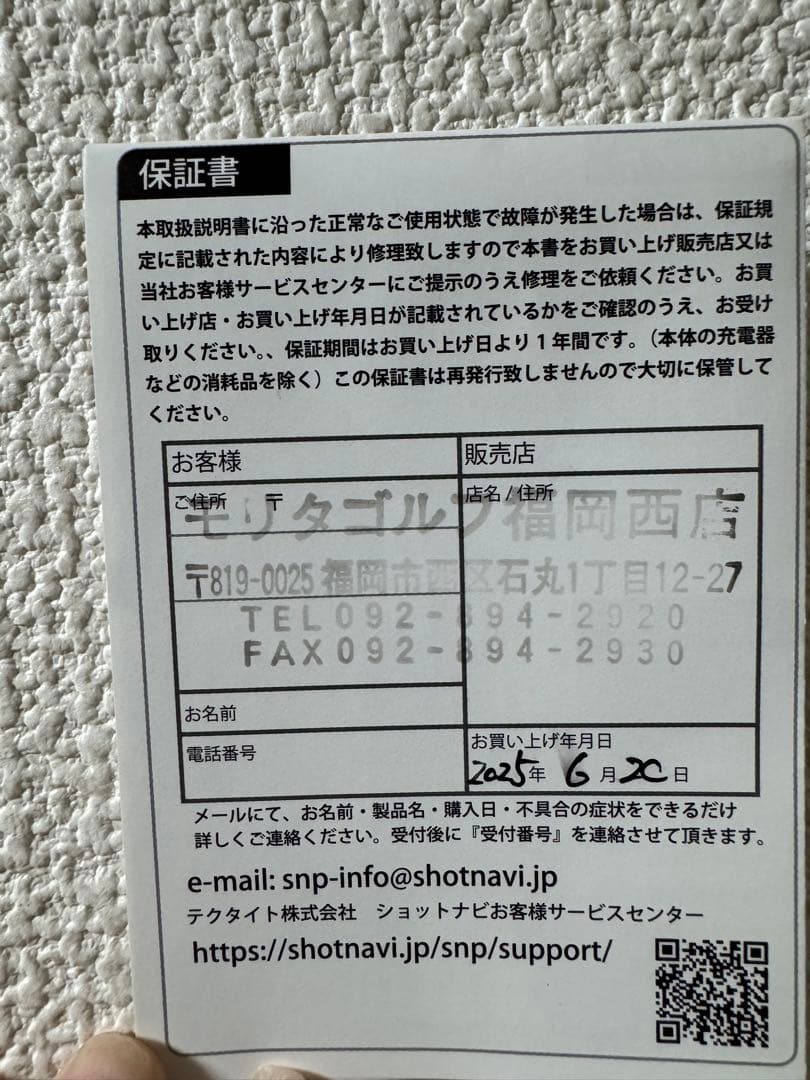 保証書
本取扱説明書に沿った正常なご使用状態で故障が発生した場合は、保証規
定に記載された内容により修理致しますので本書をお買い上げ販売店又は
当社お客様サービスセンターにご提示のうえ修理をご依頼ください。お買
い上げ店・お買い上げ年月日が記載されているかをご確認のうえ、お受け
取りください。、保証期間はお買い上げ日より1年間です。（本体の充電器
などの消耗品を除く）この保証書は再発行致しませんので大切に保管して
ください。
お客様
販売店
ご住所 〒
店名/住所
モリタゴルフ福岡西店
〒819-0025 福岡市西区石丸1丁目12-27
TEL092-894-2920
FAX092-894-2930
お名前
電話番号
お買い上げ年月日
2025年 6月20日
メールにて、お名前・製品名・購入日・不具合の症状をできるだけ
詳しくご連絡ください。受付後に『受付番号』を連絡させて頂きます。
e-mail: snp-info@shotnavi.jp
テクタイト株式会社 ショットナビお客様サービスセンター
https://shotnavi.jp/snp/support/